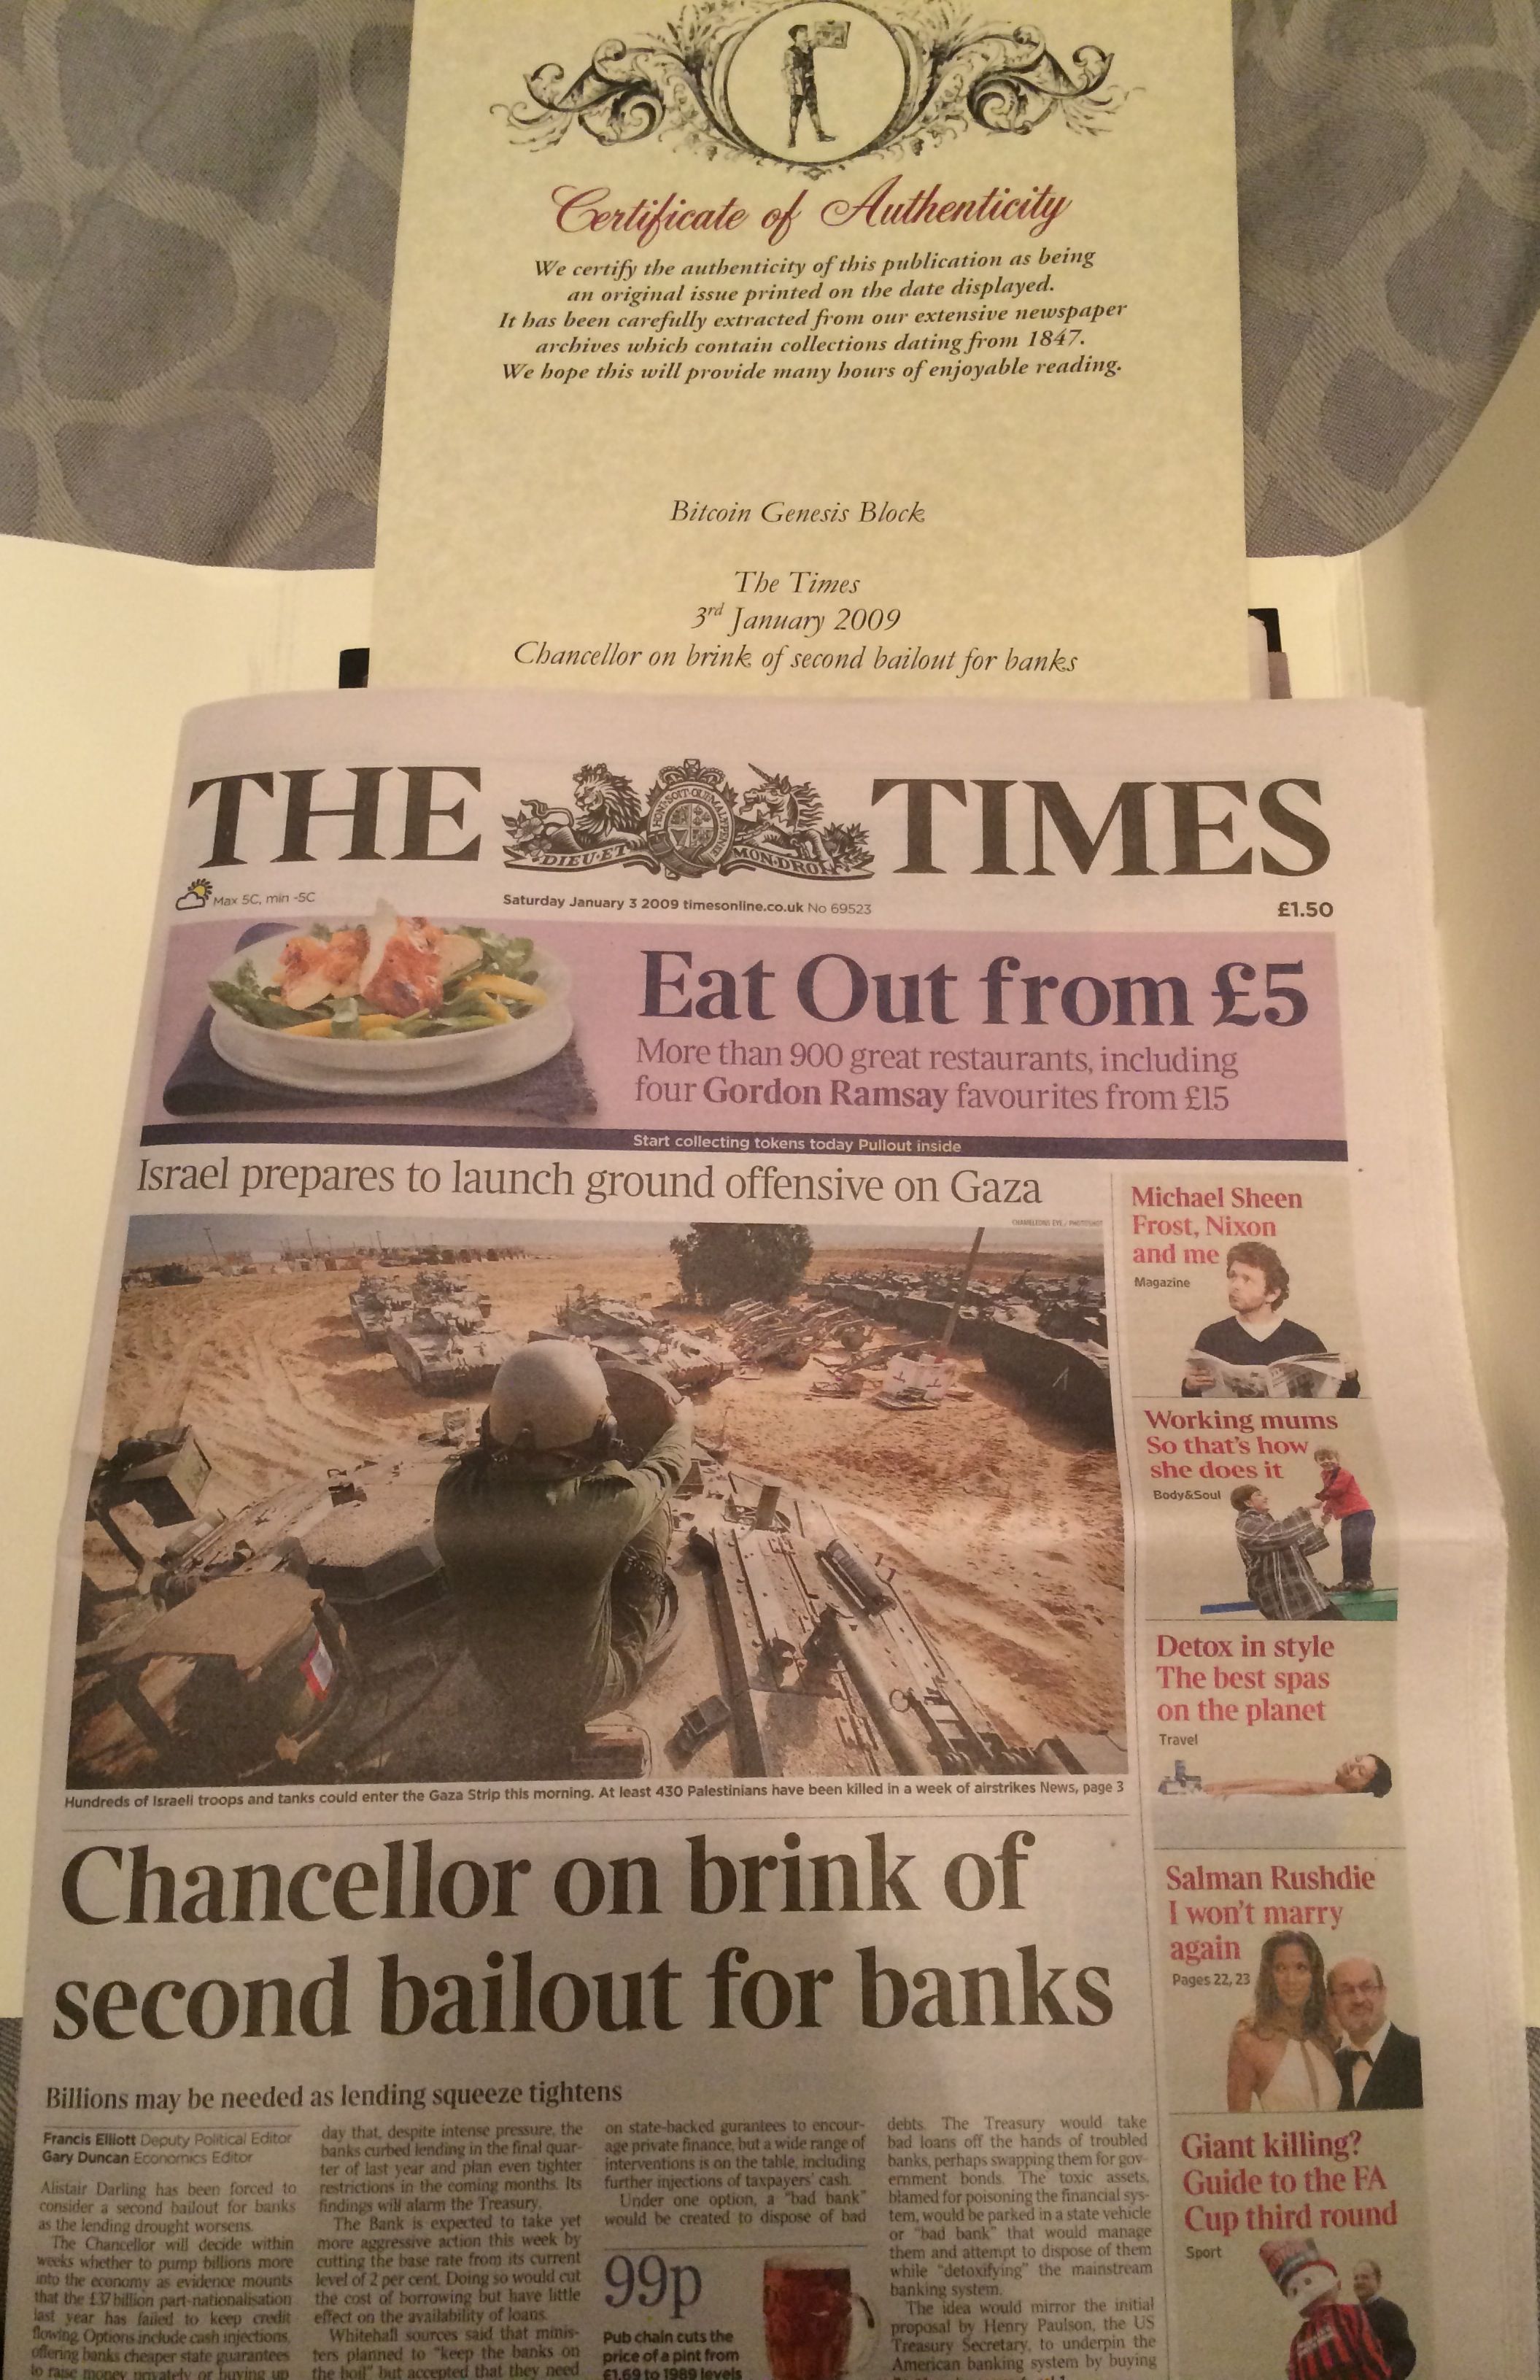 Certificate of Authenticity
We certify the authenticity of this publication as being
an original issue printed on the date displayed.
It has been carefully extracted from our extensive newspaper
archives which contain collections dating from 1847.
We hope this will provide many hours of enjoyable reading.
Bitcoin Genesis Block
The Times
3rd January 2009
Chancellor on brink of second bailout for banks
THE TIMES
HONI·SOIT·QUI·MAL·Y·PENSE
DIEU·ET MON·DROIT
Max 5C, min -5C
Saturday January 3 2009 timesonline.co.uk No 69523
£1.50
Eat Out from £5
More than 900 great restaurants, including
four Gordon Ramsay favourites from £15
Start collecting tokens today Pullout inside
Israel prepares to launch ground offensive on Gaza
CHAMELEONS EYE / PHOTOSHOT
Hundreds of Israeli troops and tanks could enter the Gaza Strip this morning. At least 430 Palestinians have been killed in a week of airstrikes News, page 3
Michael Sheen
Frost, Nixon
and me
Magazine
Working mums
So that's how
she does it
Body&Soul
Detox in style
The best spas
on the planet
Travel
Salman Rushdie
I won't marry
again
Pages 22, 23
Giant killing?
Guide to the FA
Cup third round
Sport
Chancellor on brink of
second bailout for banks
Billions may be needed as lending squeeze tightens
Francis Elliott Deputy Political Editor
Gary Duncan Economics Editor
Alistair Darling has been forced to
consider a second bailout for banks
as the lending drought worsens.
The Chancellor will decide within
weeks whether to pump billions more
into the economy as evidence mounts
that the £37 billion part-nationalisation
last year has failed to keep credit
flowing. Options include cash injections,
offering banks cheaper state guarantees
to raise money privately or buying up
day that, despite intense pressure, the
banks curbed lending in the final quar-
ter of last year and plan even tighter
restrictions in the coming months. Its
findings will alarm the Treasury.
The Bank is expected to take yet
more aggressive action this week by
cutting the base rate from its current
level of 2 per cent. Doing so would cut
the cost of borrowing but have little
effect on the availability of loans.
Whitehall sources said that minis-
ters planned to "keep the banks on
the boil" but accepted that they need
on state-backed gurantees to encour-
age private finance, but a wide range of
interventions is on the table, including
further injections of taxpayers' cash.
Under one option, a "bad bank"
would be created to dispose of bad
99p
Pub chain cuts the
price of a pint from
£1.69 to 1989 levels
debts. The Treasury would take
bad loans off the hands of troubled
banks, perhaps swapping them for gov-
ernment bonds. The toxic assets,
blamed for poisoning the financial sys-
tem, would be parked in a state vehicle
or "bad bank" that would manage
them and attempt to dispose of them
while "detoxifying" the mainstream
banking system.
The idea would mirror the initial
proposal by Henry Paulson, the US
Treasury Secretary, to underpin the
American banking system by buying